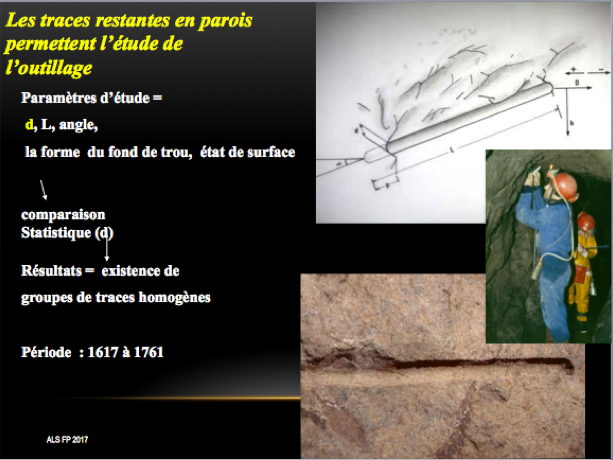 Les traces restantes en parois
permettent l'étude de
l'outillage
Paramètres d'étude =
d, L, angle,
la forme du fond de trou, état de surface
comparaison
Statistique (d)
Résultats = existence de
groupes de traces homogènes
Période : 1617 à 1761
ALS FP 2017
+ -
D
h
L